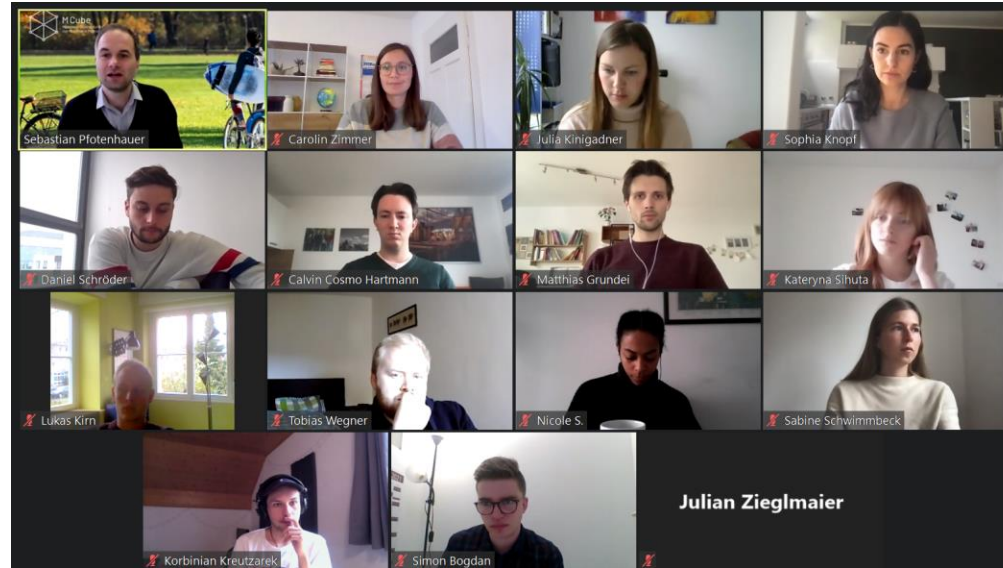 M Cube
Sebastian Pfotenhauer
Carolin Zimmer
Julia Kinigadner
Sophia Knopf
Daniel Schröder
Calvin Cosmo Hartmann
Matthias Grundei
Kateryna Sihuta
Lukas Kirn
Tobias Wegner
Nicole S.
Sabine Schwimmbeck
Korbinian Kreutzarek
Simon Bogdan
Julian Zieglmaier